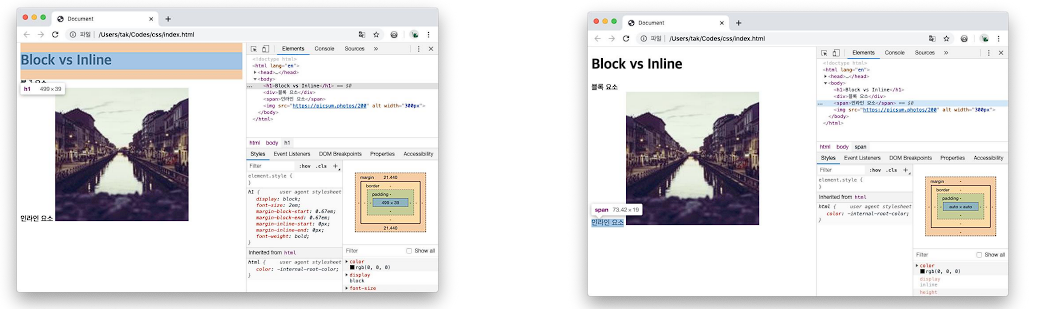 Document
파일 /Users/tak/Codes/css/index.html
Block vs Inline
블록 요소
h1 499 × 39
인라인 요소
Elements Console Sources »
<!doctype html>
<html lang="en">
<head>…</head>
<body>
<h1>Block vs Inline</h1> == $0
<div>블록 요소</div>
<span>인라인 요소</span>
<img src="https://picsum.photos/200" alt width="300px">
</body>
</html>
html body h1
Styles Event Listeners DOM Breakpoints Properties Accessibility
Filter :hov .cls +
element.style {
}
h1 { user agent stylesheet
display: block;
font-size: 2em;
margin-block-start: 0.67em;
margin-block-end: 0.67em;
margin-inline-start: 0px;
margin-inline-end: 0px;
font-weight: bold;
}
Inherited from html
html { user agent stylesheet
color: -internal-root-color;
}
margin 21.440
border -
padding -
499 × 39
21.440
Filter Show all
color
rgb(0, 0, 0)
display
block
font-size
Document
파일 /Users/tak/Codes/css/index.html
Block vs Inline
블록 요소
span 73.42 × 19
인라인 요소
Elements Console Sources »
<!doctype html>
<html lang="en">
<head>…</head>
<body>
<h1>Block vs Inline</h1>
<div>블록 요소</div>
<span>인라인 요소</span> == $0
<img src="https://picsum.photos/200" alt width="300px">
</body>
</html>
html body span
Styles Event Listeners DOM Breakpoints Properties Accessibility
Filter :hov .cls +
element.style {
}
Inherited from html
html { user agent stylesheet
color: -internal-root-color;
}
margin -
border -
padding -
auto × auto
Filter Show all
color
rgb(0, 0, 0)
display
inline
height